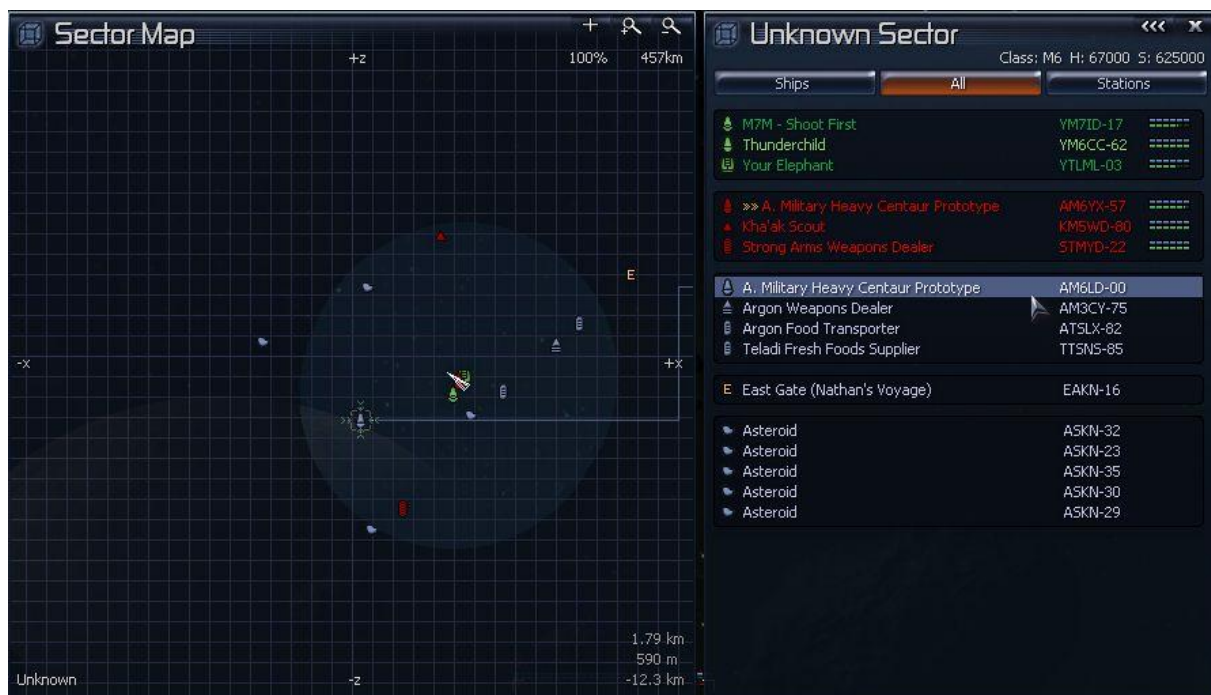 Sector Map
+z
100% 457km
-x
+x
E
1.79 km
590 m
-12.3 km
Unknown
-z
Unknown Sector
<<< X
Class: M6 H: 67000 S: 625000
Ships All Stations
M7M - Shoot First YM7ID-17
Thunderchild YM6CC-62
Your Elephant YTLML-03
»» A. Military Heavy Centaur Prototype AM6YX-57
Kha'ak Scout KM5WD-80
Strong Arms Weapons Dealer STMYD-22
A. Military Heavy Centaur Prototype AM6LD-00
Argon Weapons Dealer AM3CY-75
Argon Food Transporter ATSLX-82
Teladi Fresh Foods Supplier TTSNS-85
E East Gate (Nathan's Voyage) EAKN-16
Asteroid ASKN-32
Asteroid ASKN-23
Asteroid ASKN-35
Asteroid ASKN-30
Asteroid ASKN-29